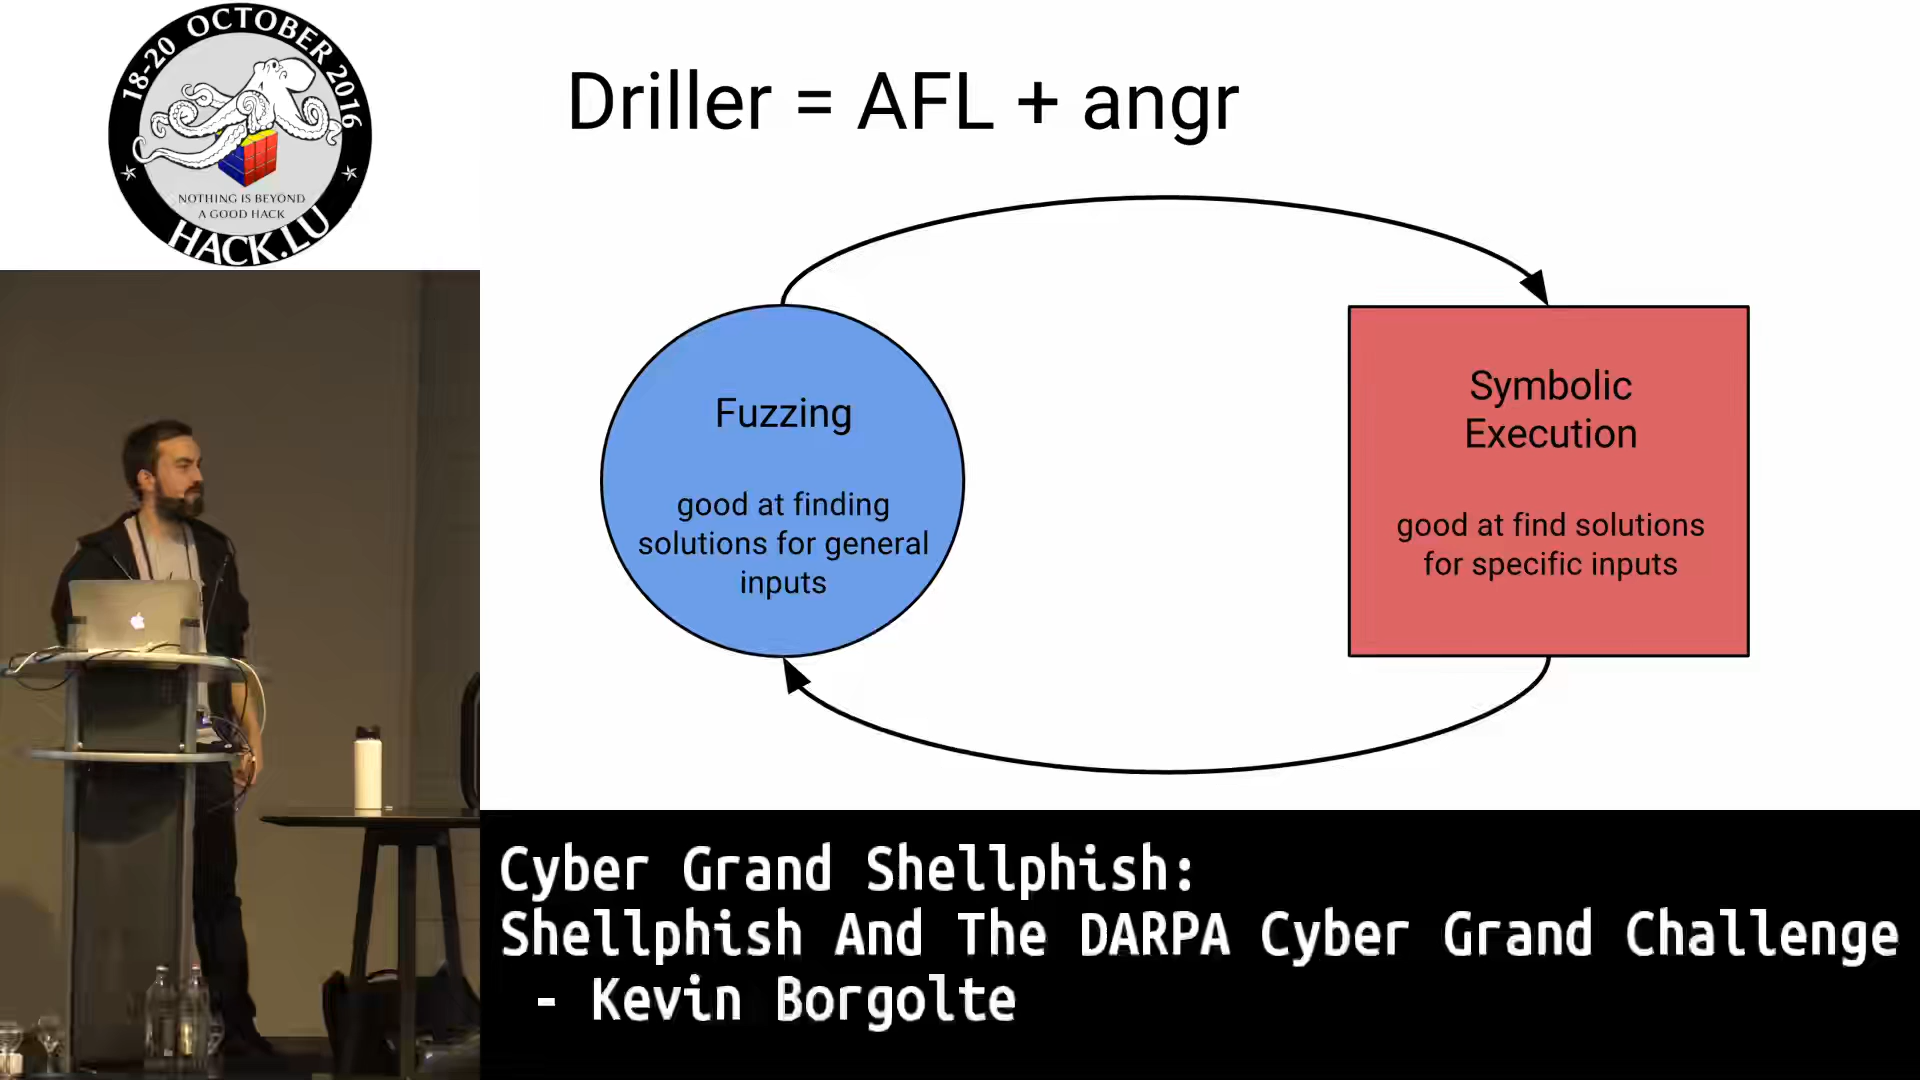 18-20 OCTOBER 2016
NOTHING IS BEYOND
A GOOD HACK
HACK.LU
Driller = AFL + angr
Fuzzing
good at finding
solutions for general
inputs
Symbolic
Execution
good at find solutions
for specific inputs
Cyber Grand Shellphish:
Shellphish And The DARPA Cyber Grand Challenge
- Kevin Borgolte